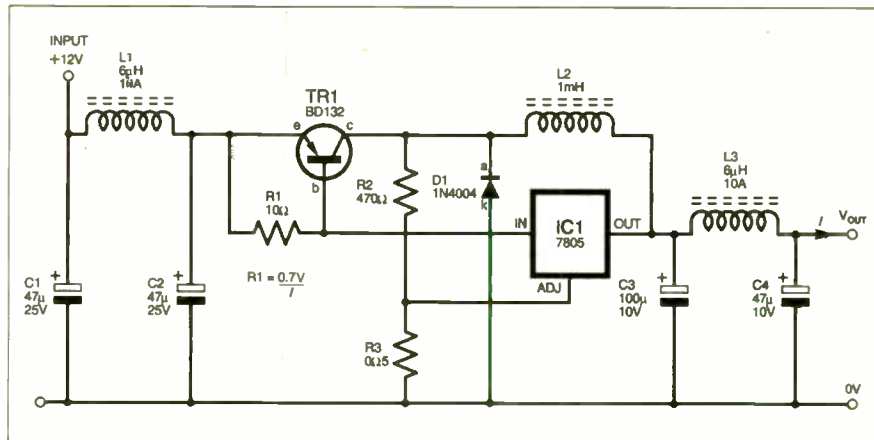 INPUT
+12V
L1
6µH
10A
TR1
BD132
e
c
b
L2
1mH
L3
6µH
10A
R1
10Ω
R1 = 0.7V
I
R2
470Ω
D1
1N4004
a
k
IN
IC1
7805
OUT
ADJ
I
VOUT
C1
47µ
25V
+
C2
47µ
25V
+
R3
0Ω5
C3
100µ
10V
+
C4
47µ
10V
+
0V